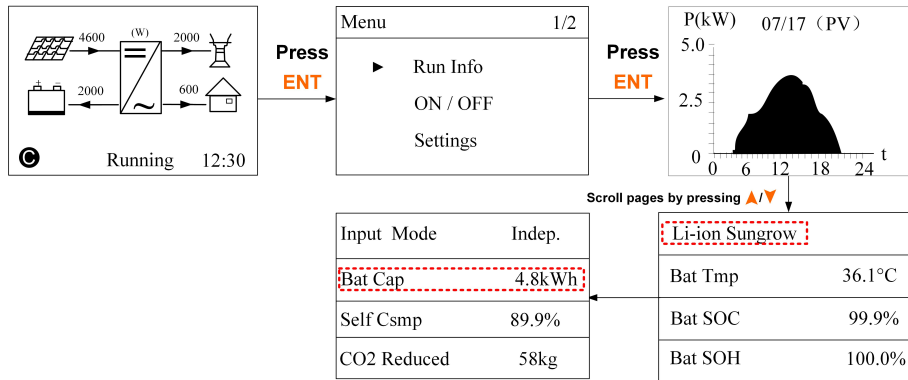 4600
(W)
2000
+ -
2000
600
C Running 12:30
Press
ENT
Menu 1/2
► Run Info
ON / OFF
Settings
Press
ENT
P(kW) 07/17 (PV)
5.0
2.5
0
0 6 12 18 24 t
Scroll pages by pressing ▲/▼
Input Mode Indep.
Bat Cap 4.8kWh
Self Csmp 89.9%
CO2 Reduced 58kg
Li-ion Sungrow
Bat Tmp 36.1°C
Bat SOC 99.9%
Bat SOH 100.0%